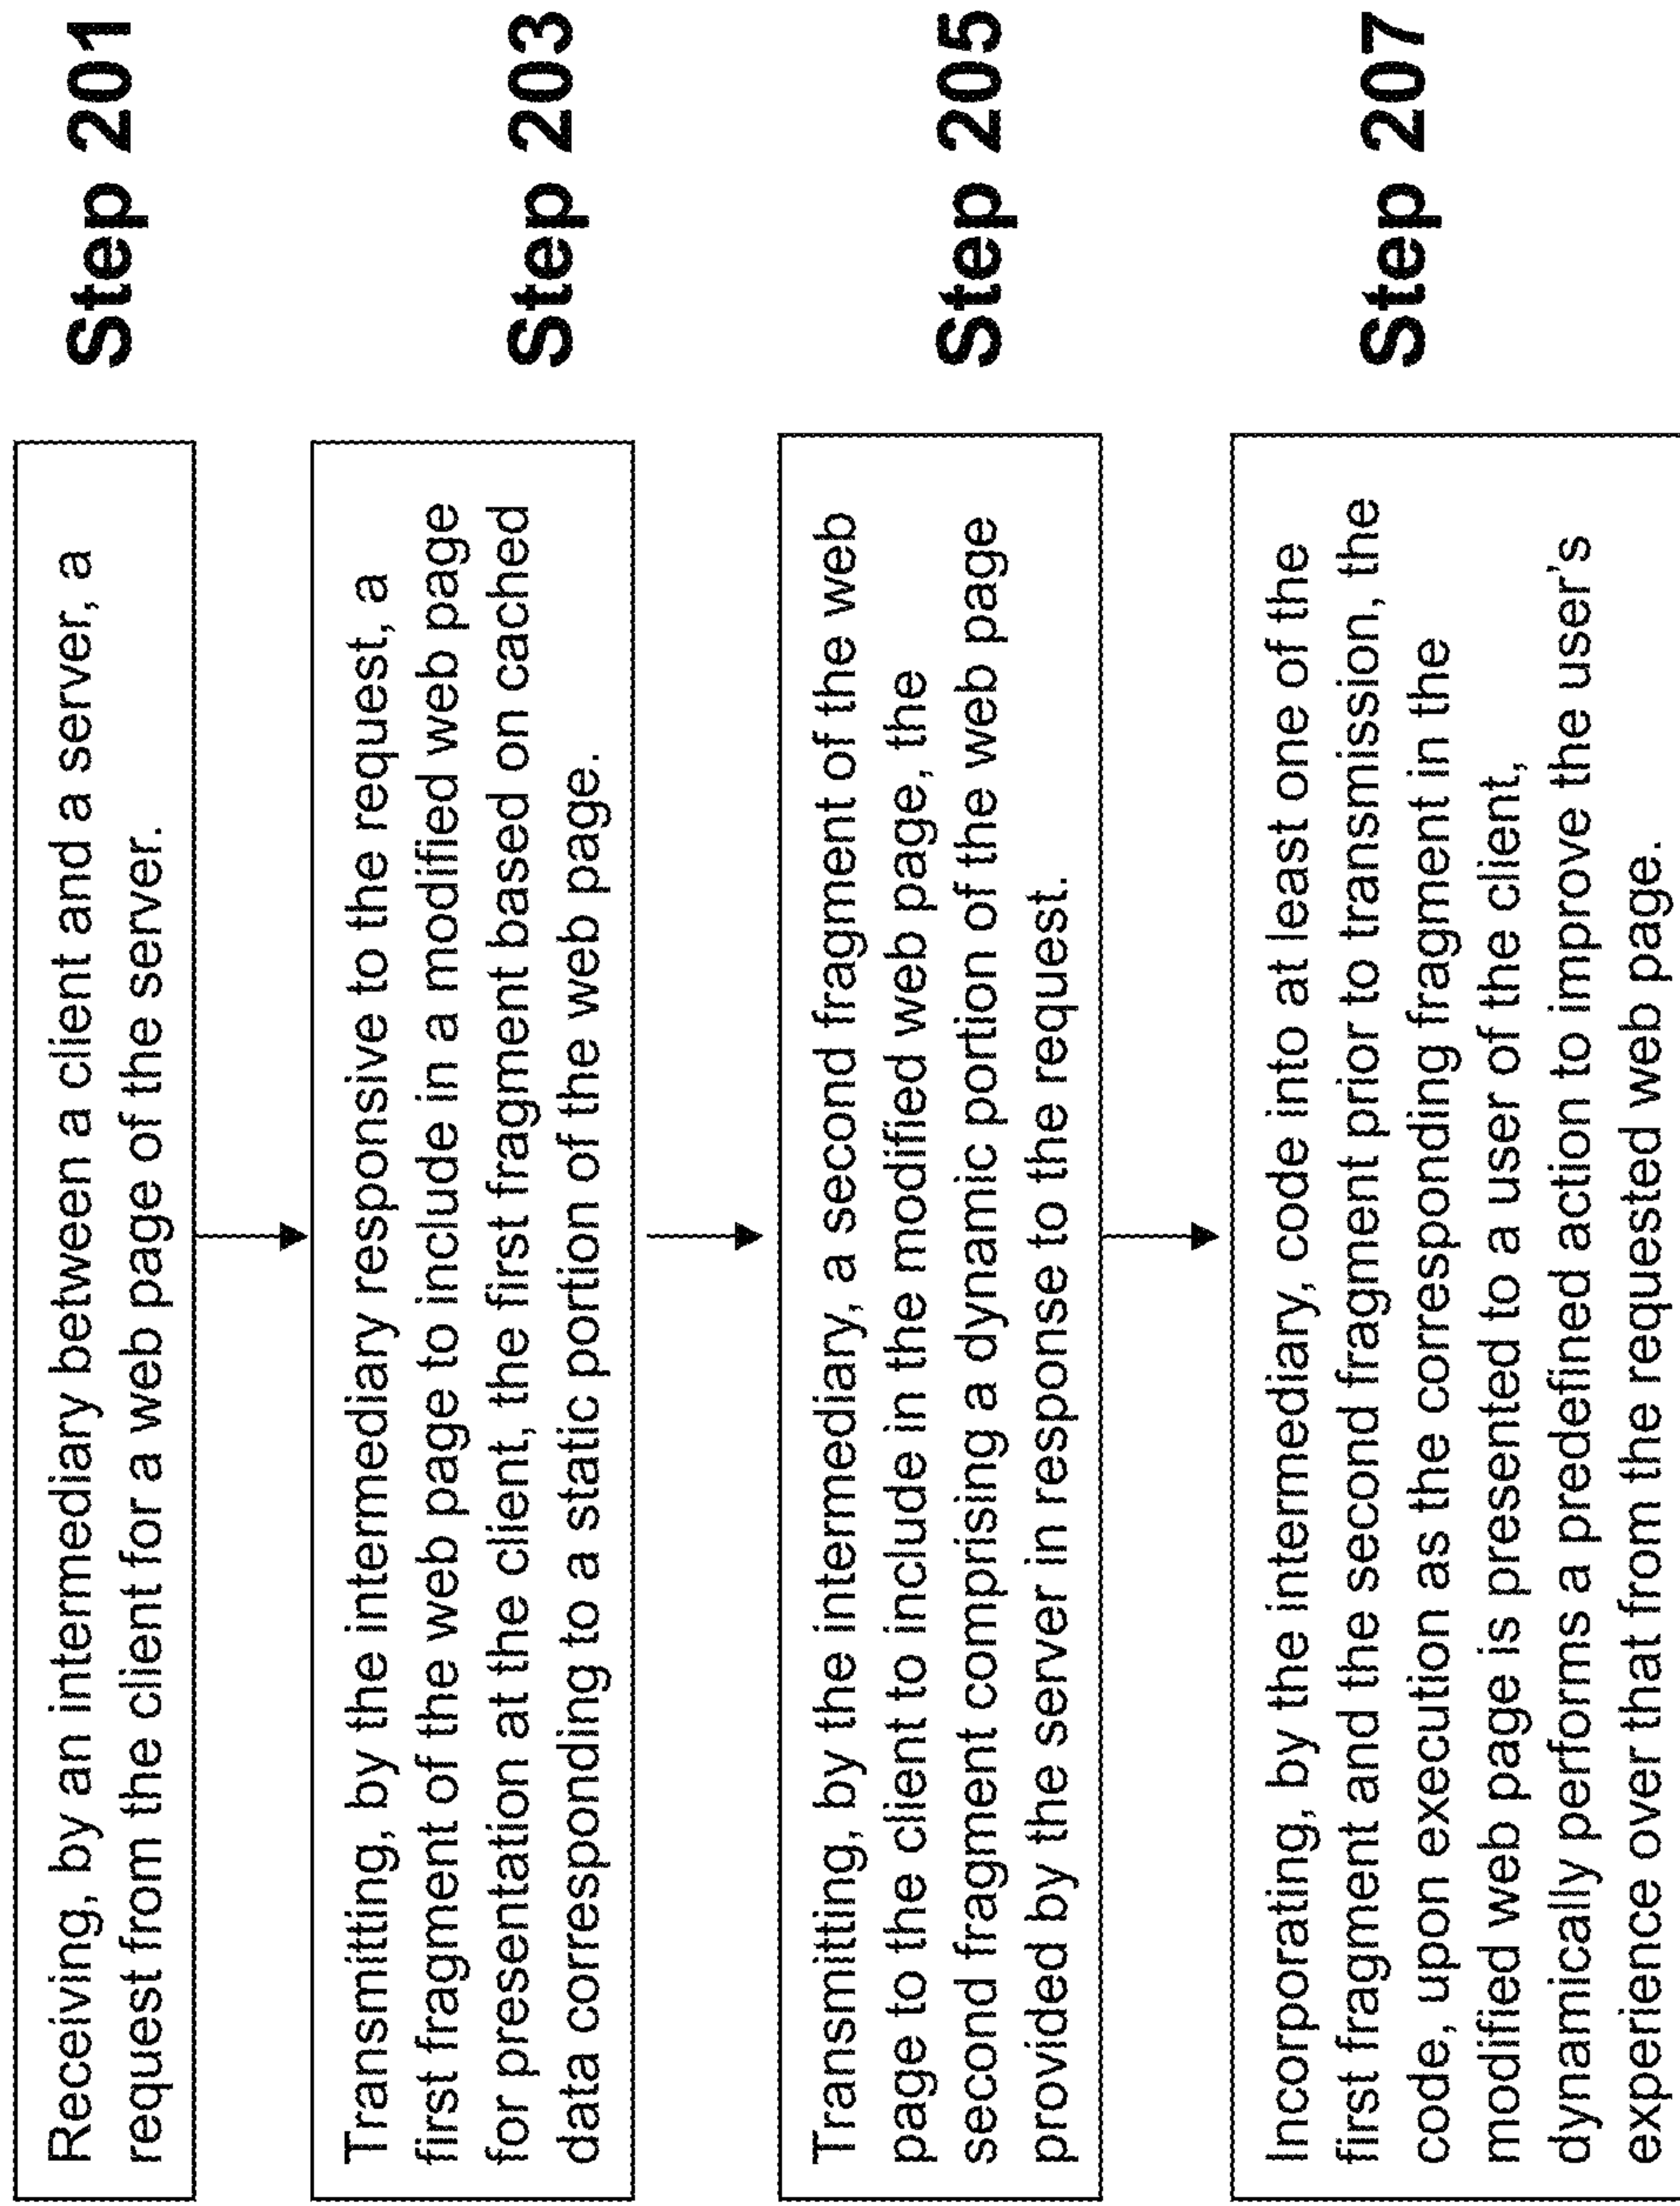 Receiving, by an intermediary between a client and a server, a
request from the client for a web page of the server.
Step 201
Transmitting, by the intermediary responsive to the request, a
first fragment of the web page to include in a modified web page
for presentation at the client, the first fragment based on cached
data corresponding to a static portion of the web page.
Step 203
Transmitting, by the intermediary, a second fragment of the web
page to the client to include in the modified web page, the
second fragment comprising a dynamic portion of the web page
provided by the server in response to the request.
Step 205
Incorporating, by the intermediary, code into at least one of the
first fragment and the second fragment prior to transmission, the
code, upon execution as the corresponding fragment in the
modified web page is presented to a user of the client,
dynamically performs a predefined action to improve the user's
experience over that from the requested web page.
Step 207